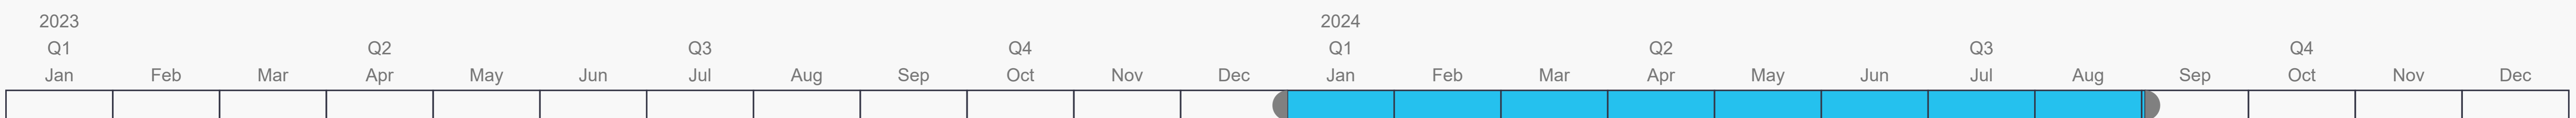 2023 2024
Q1 Q2 Q3 Q4 Q1 Q2 Q3 Q4
Jan Feb Mar Apr May Jun Jul Aug Sep Oct Nov Dec Jan Feb Mar Apr May Jun Jul Aug Sep Oct Nov Dec